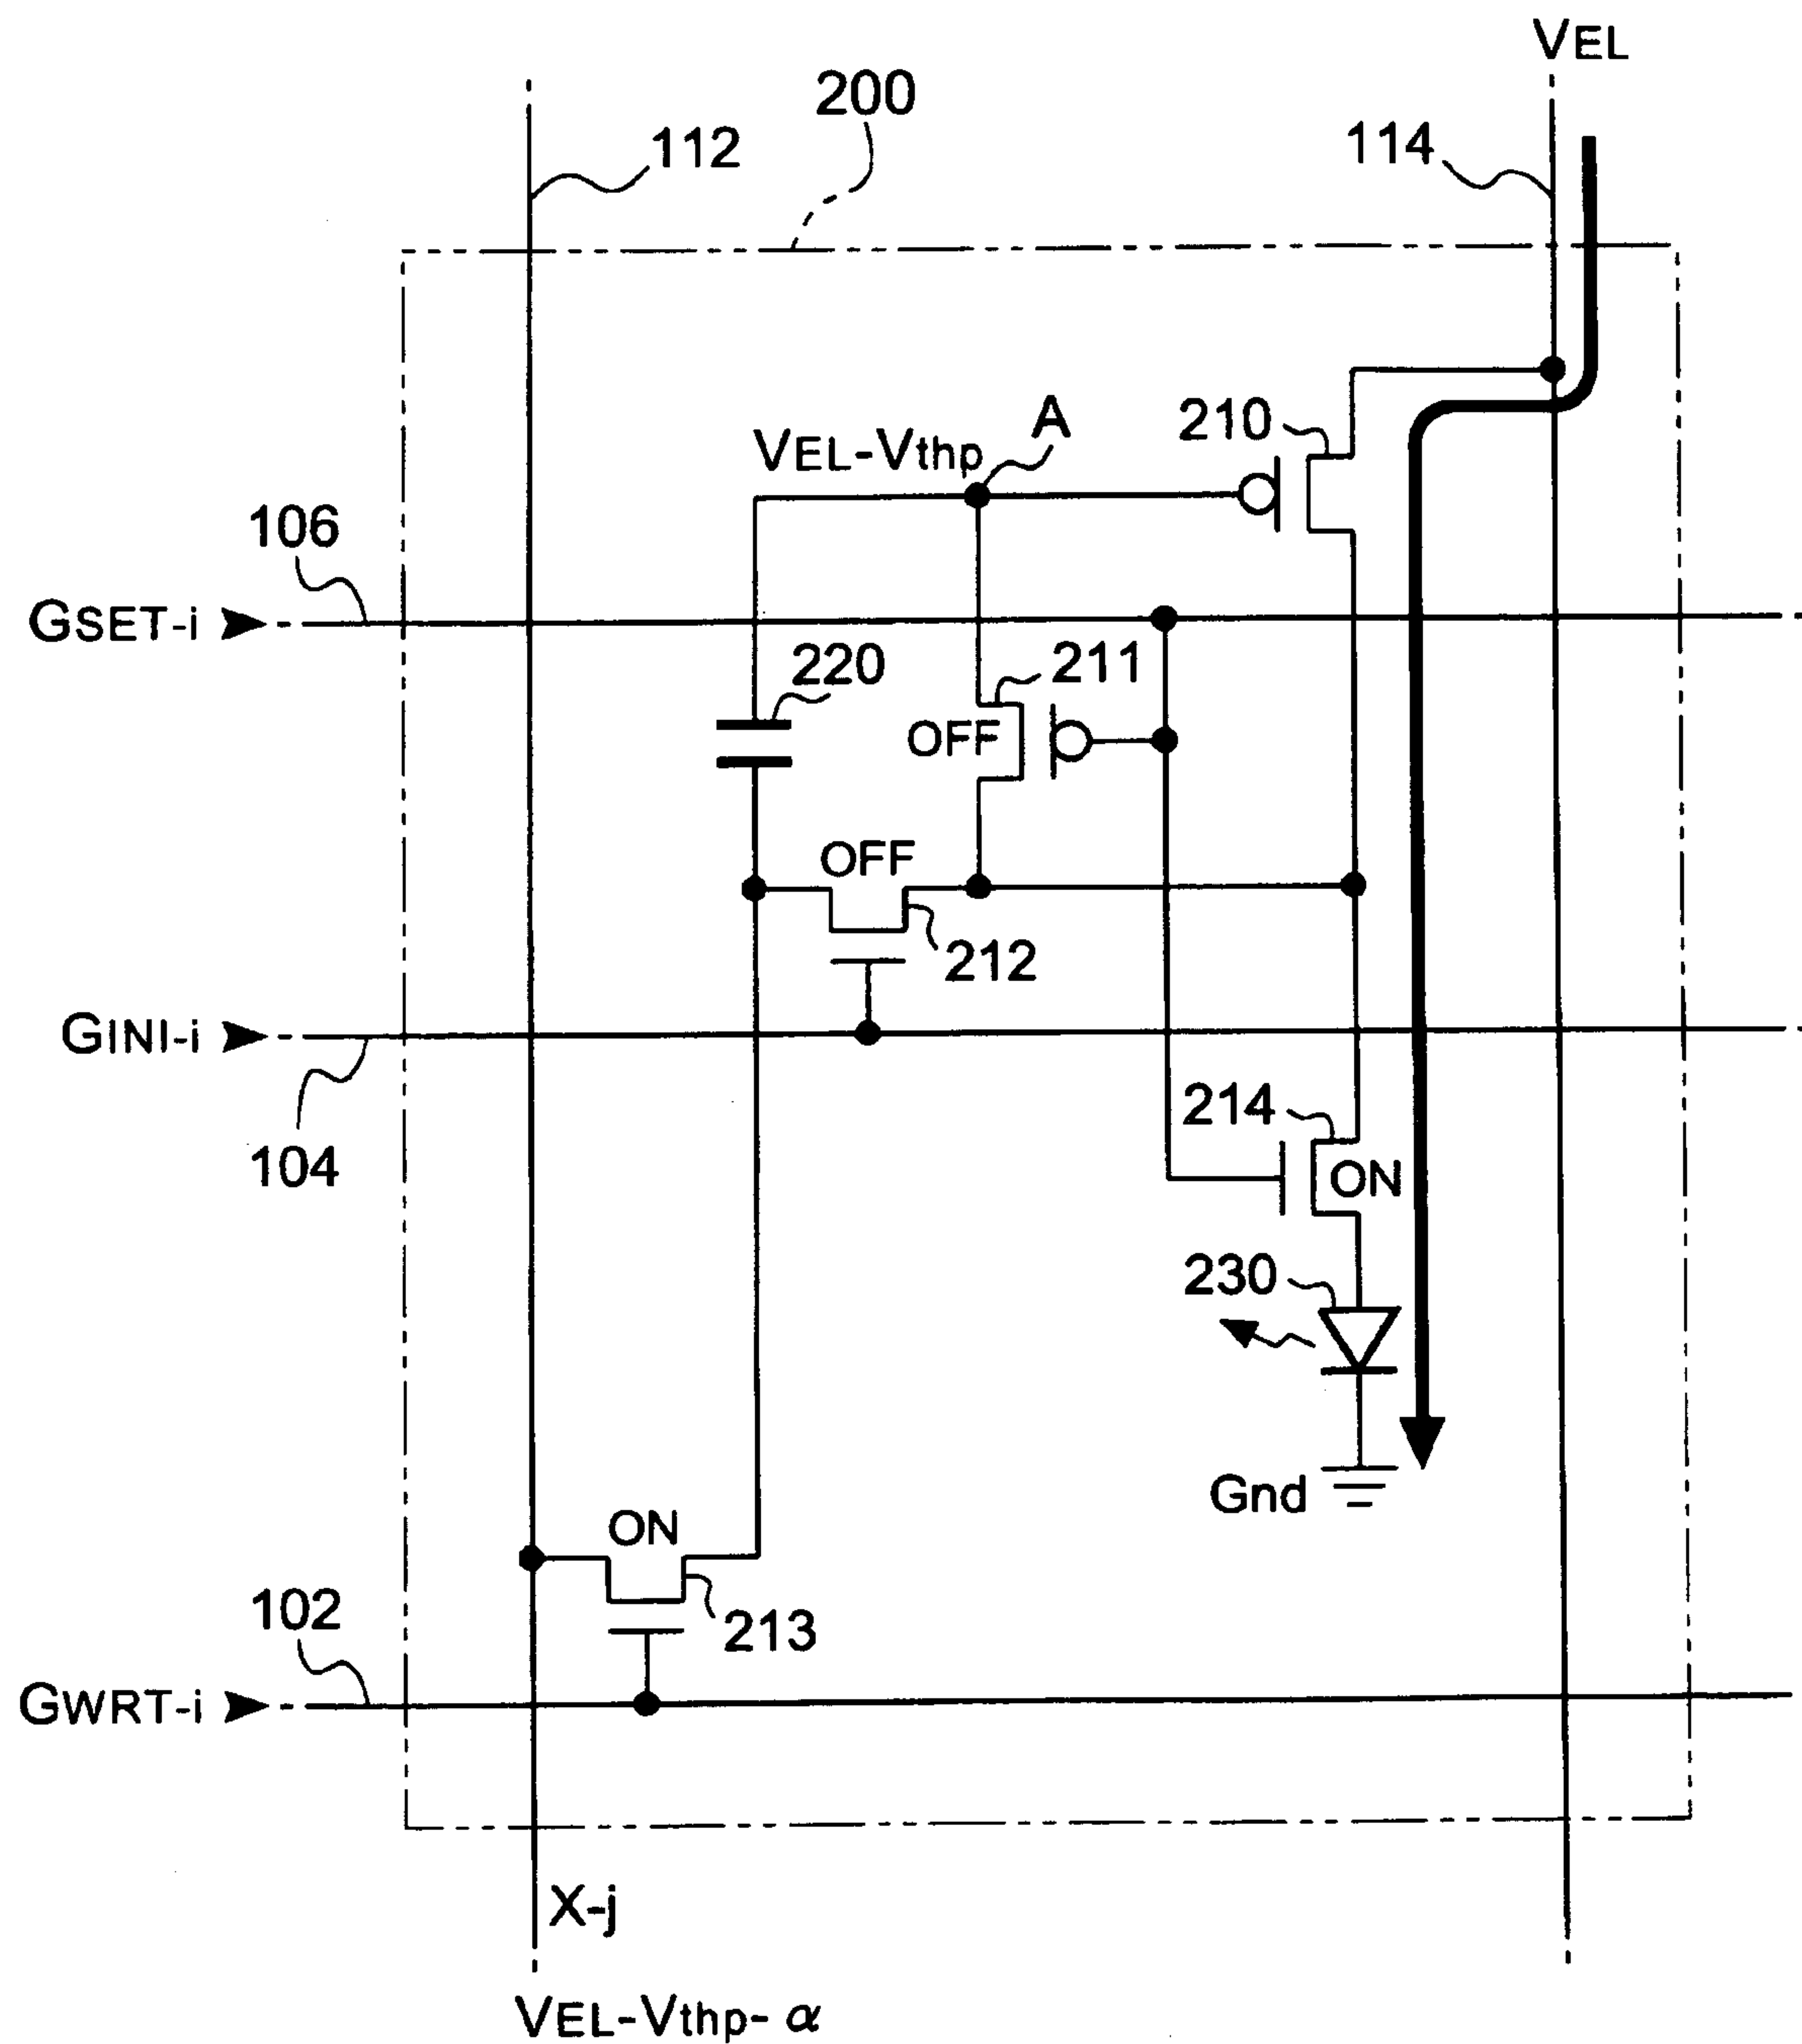 VEL
200
112
114
210
A
VEL-Vthp
106
GSET-i
220
211
OFF
OFF
212
GINI-i
104
214
ON
230
Gnd
ON
213
102
GWRT-i
X-j
VEL-Vthp- α